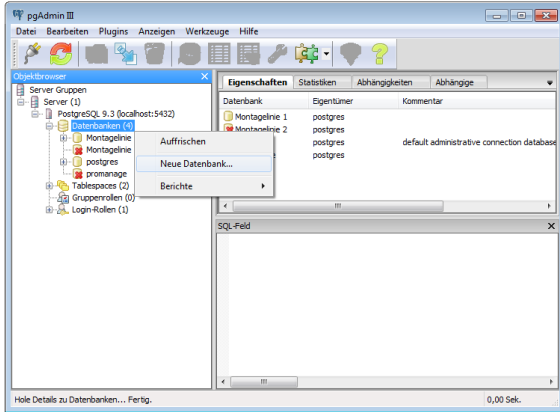 pgAdmin III
Datei Bearbeiten Plugins Anzeigen Werkzeuge Hilfe
Objektbrowser
Server Gruppen
Server (1)
PostgreSQL 9.3 (localhost:5432)
Datenbanken (4)
Montagelinie
Montagelinie
postgres
promanage
Tablespaces (2)
Gruppenrollen (0)
Login-Rollen (1)
Auffrischen
Neue Datenbank...
Berichte
Eigenschaften Statistiken Abhängigkeiten Abhängige
Datenbank Eigentümer Kommentar
Montagelinie 1 postgres
Montagelinie 2 postgres
postgres default administrative connection database
postgres
SQL-Feld
Hole Details zu Datenbanken... Fertig.
0,00 Sek.